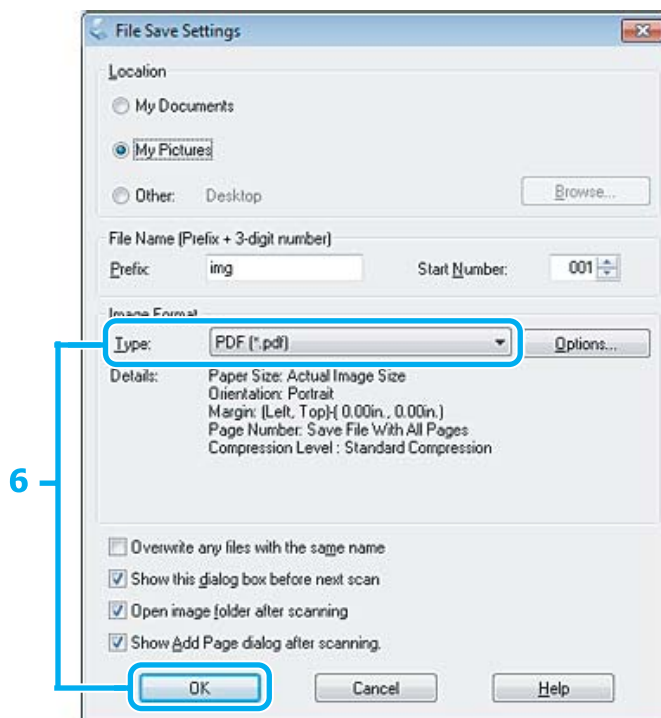 File Save Settings
Location
My Documents
My Pictures
Other: Desktop Browse...
File Name (Prefix + 3-digit number)
Prefix: img Start Number: 001
Image Format
Type: PDF (*.pdf) Options...
Details: Paper Size: Actual Image Size
Orientation: Portrait
Margin: (Left, Top)-( 0.00in., 0.00in.)
Page Number: Save File With All Pages
Compression Level : Standard Compression
6
Overwrite any files with the same name
Show this dialog box before next scan
Open image folder after scanning
Show Add Page dialog after scanning.
OK Cancel Help